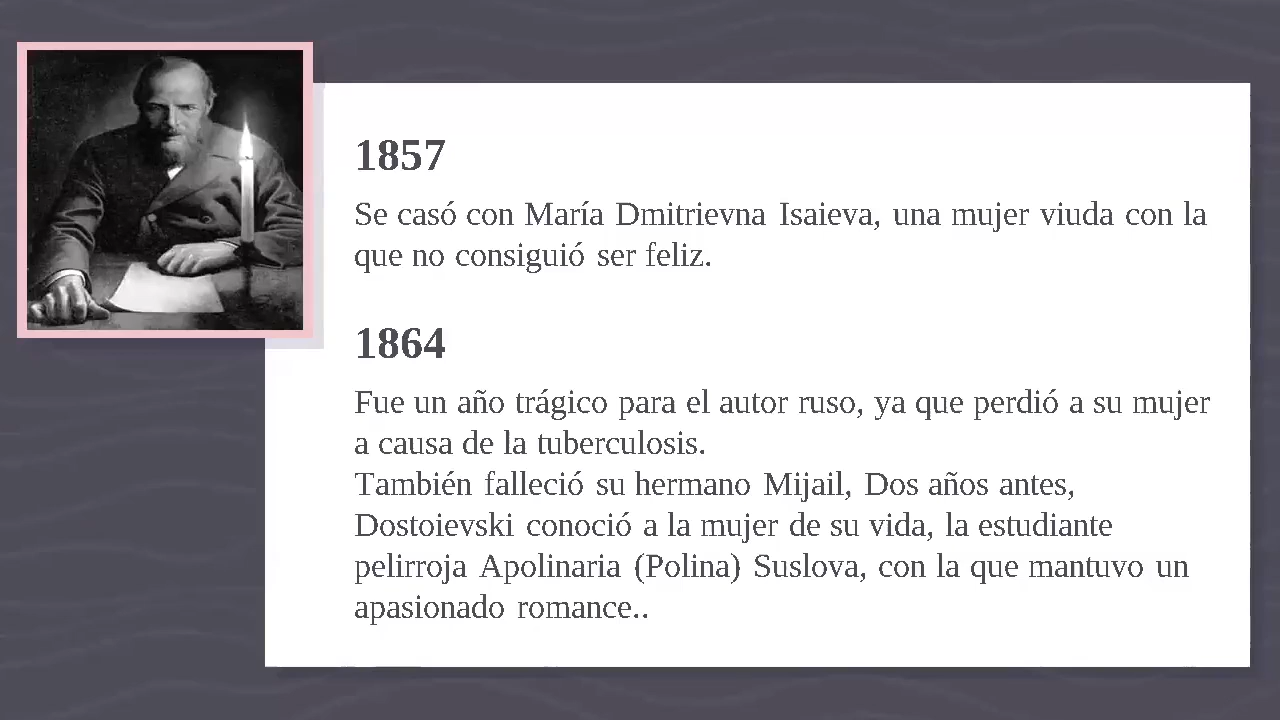 1857
Se casó con María Dmitrievna Isaieva, una mujer viuda con la
que no consiguió ser feliz.
1864
Fue un año trágico para el autor ruso, ya que perdió a su mujer
a causa de la tuberculosis.
También falleció su hermano Mijail, Dos años antes,
Dostoievski conoció a la mujer de su vida, la estudiante
pelirroja Apolinaria (Polina) Suslova, con la que mantuvo un
apasionado romance..